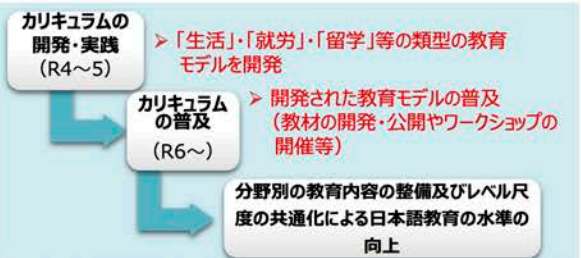 カリキュラムの
開発・実践
（R4～5）
➢「生活」・「就労」・「留学」等の類型の教育
モデルを開発
カリキュラム
の普及
（R6～）
➢ 開発された教育モデルの普及
（教材の開発・公開やワークショップの
開催等）
分野別の教育内容の整備及びレベル尺
度の共通化による日本語教育の水準の
向上